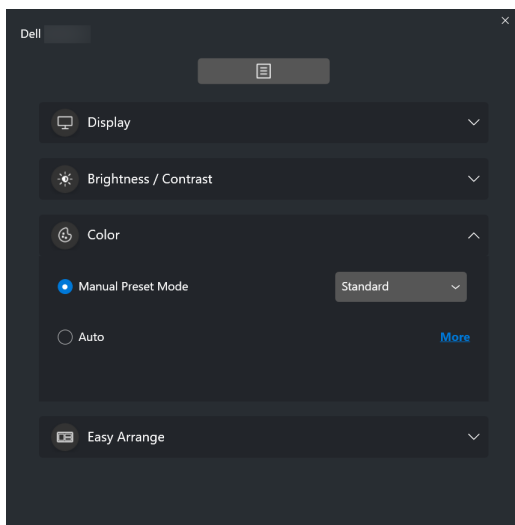 Dell
Display
Brightness / Contrast
Color
Manual Preset Mode Standard
Auto More
Easy Arrange